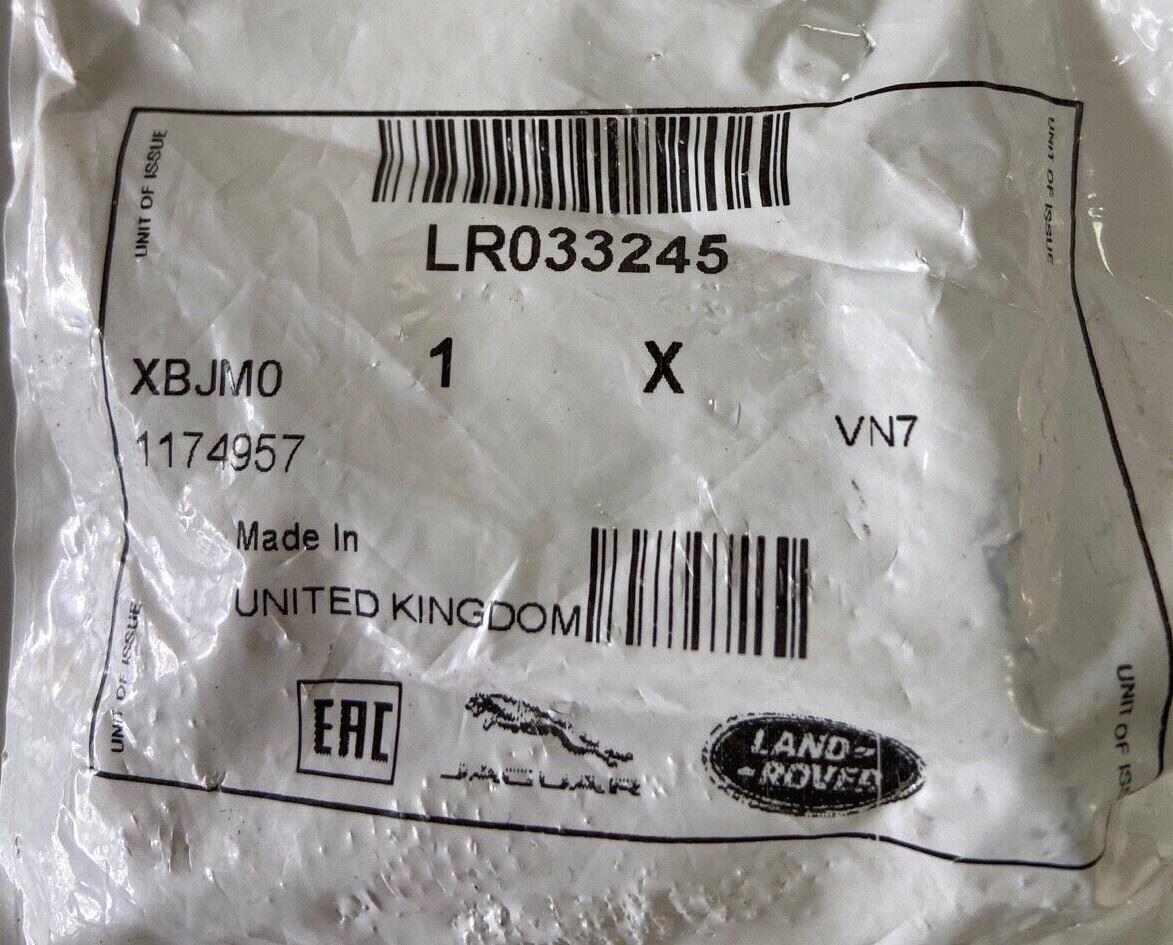 UNIT OF ISSUE
UNIT OF ISSUE
LR033245
1 X
XBJM0
VN7
1174957
Made In
UNITED KINGDOM
UNIT OF ISSUE
UNIT OF IS
EAC
JAGUAR
LAND-
-ROVER